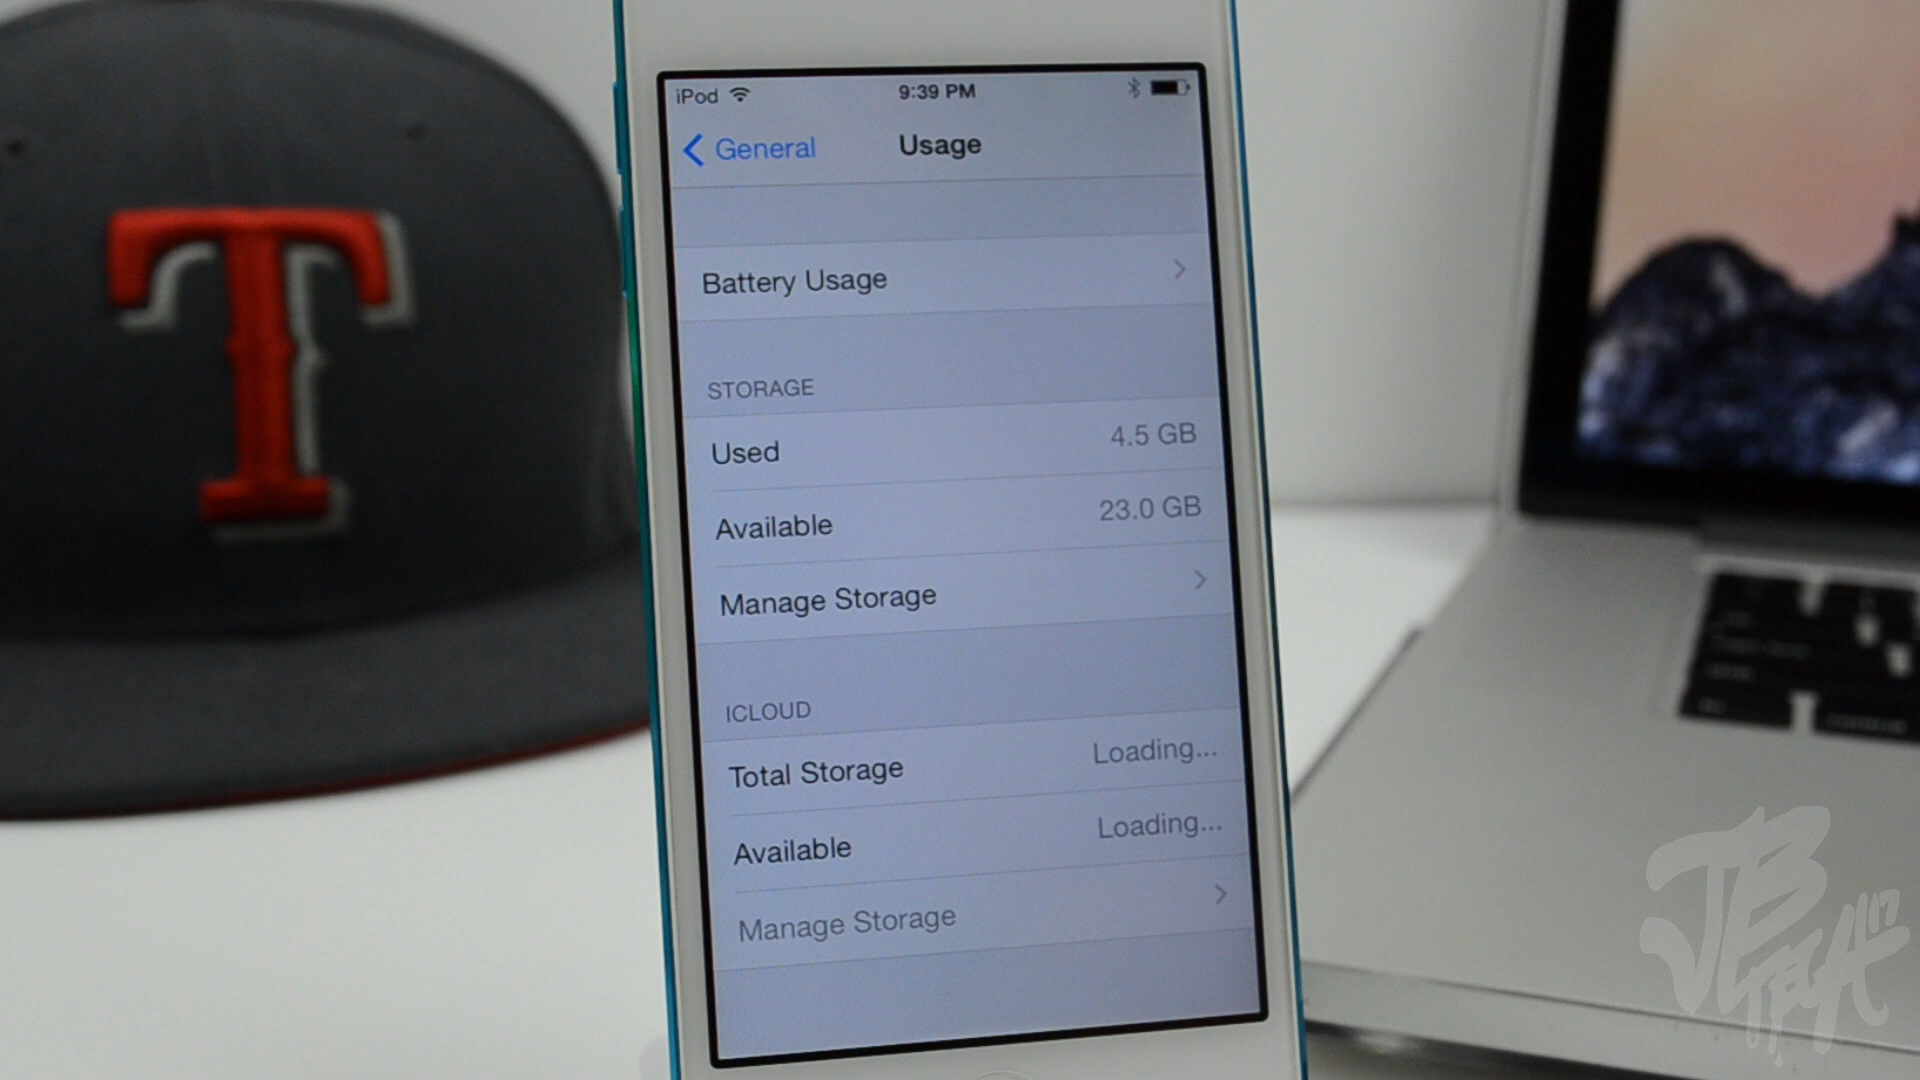 T
iPod 9:39 PM
General Usage
Battery Usage
STORAGE
Used 4.5 GB
Available 23.0 GB
Manage Storage
ICLOUD
Total Storage Loading...
Available Loading...
Manage Storage